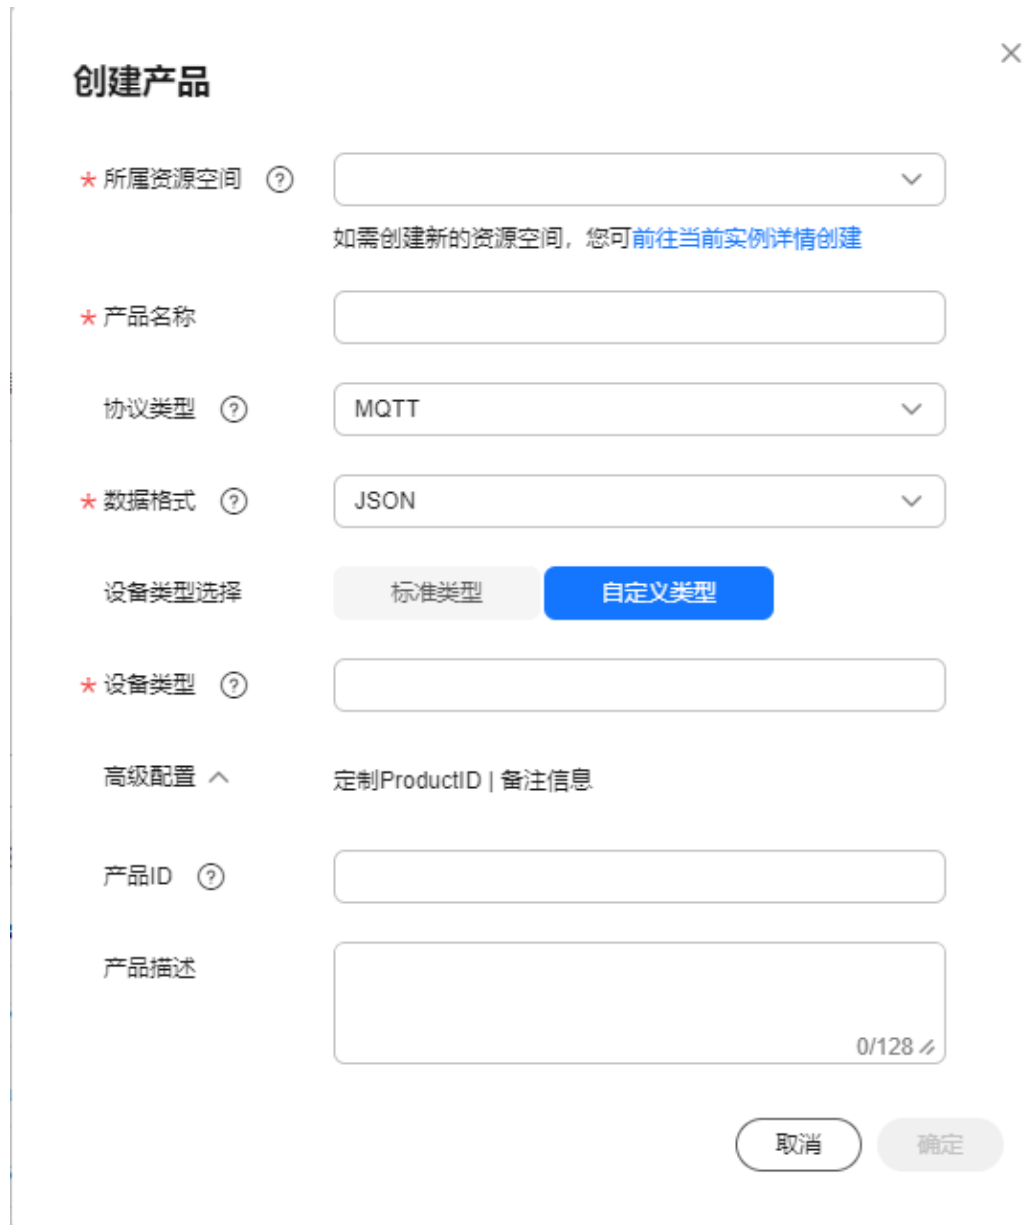 创建产品
* 所属资源空间 ?
如需创建新的资源空间，您可前往当前实例详情创建
* 产品名称
协议类型 ? MQTT
* 数据格式 ? JSON
设备类型选择 标准类型 自定义类型
* 设备类型 ?
高级配置 定制ProductID | 备注信息
产品ID ?
产品描述
0/128
取消 确定